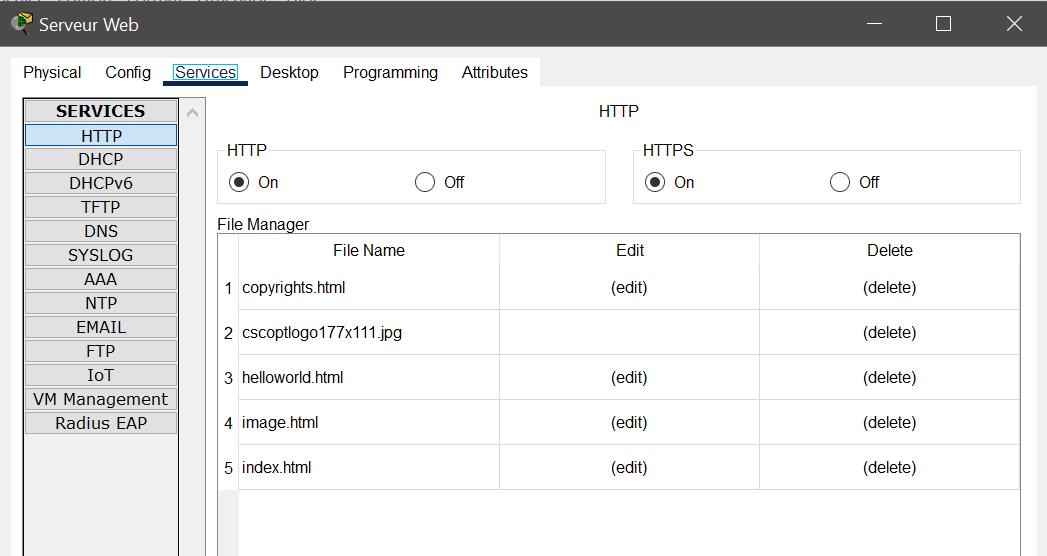 Serveur Web
Physical Config Services Desktop Programming Attributes
SERVICES
HTTP
DHCP
DHCPv6
TFTP
DNS
SYSLOG
AAA
NTP
EMAIL
FTP
IoT
VM Management
Radius EAP
HTTP
HTTP
On Off
HTTPS
On Off
File Manager
File Name Edit Delete
1 copyrights.html (edit) (delete)
2 cscoptlogo177x111.jpg (delete)
3 helloworld.html (edit) (delete)
4 image.html (edit) (delete)
5 index.html (edit) (delete)